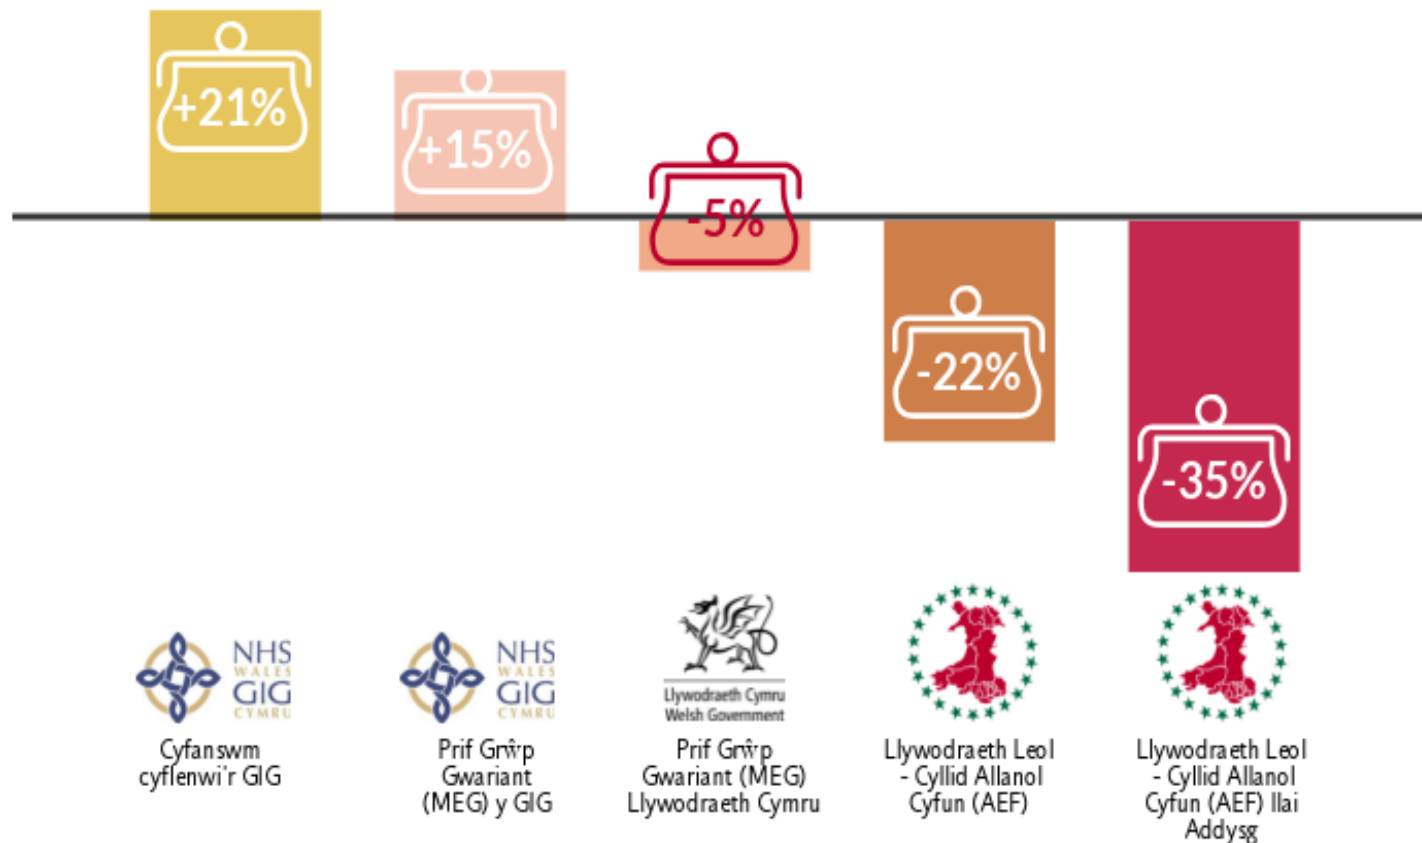 +21%
+15%
-5%
-22%
-35%
NHS
WALES
GIG
CYMRU
NHS
WALES
GIG
CYMRU
Llywodraeth Cymru
Welsh Government
Cyfanswm
cyflenwi'r GIG
Prif Grŵp
Gwariant
(MEG) y GIG
Prif Grŵp
Gwariant (MEG)
Llywodraeth Cymru
Llywodraeth Leol
- Cyllid Allanol
Cyfun (AEF)
Llywodraeth Leol
- Cyllid Allanol
Cyfun (AEF) llai
Addysg